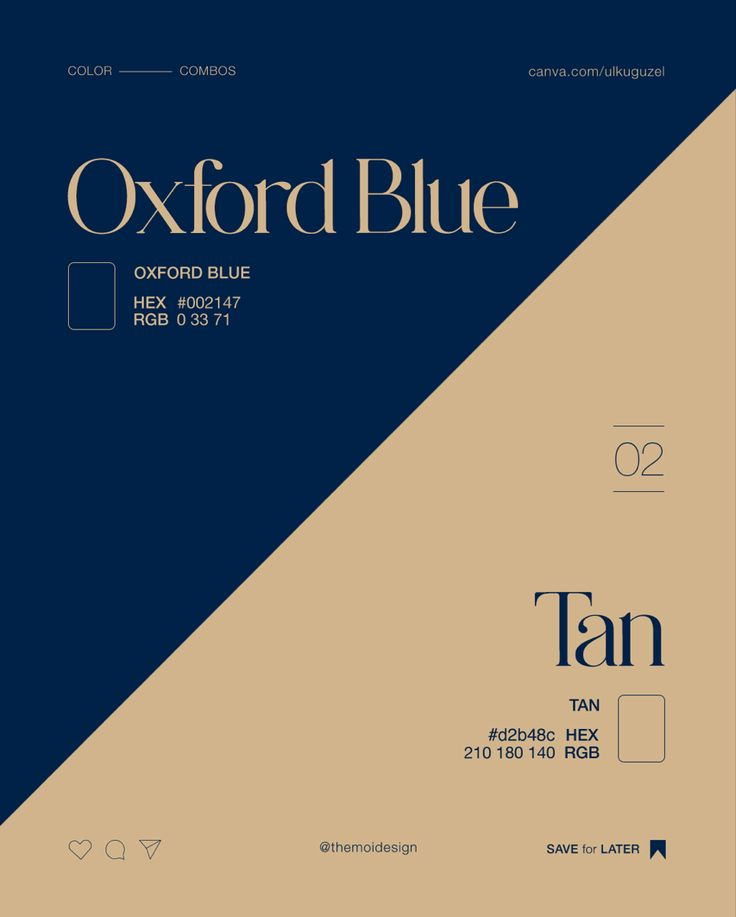 COLOR COMBOS
canva.com/ulkuguzel
Oxford Blue
OXFORD BLUE
HEX #002147
RGB 0 33 71
02
Tan
TAN
#d2b48c HEX
210 180 140 RGB
@themoidesign
SAVE for LATER